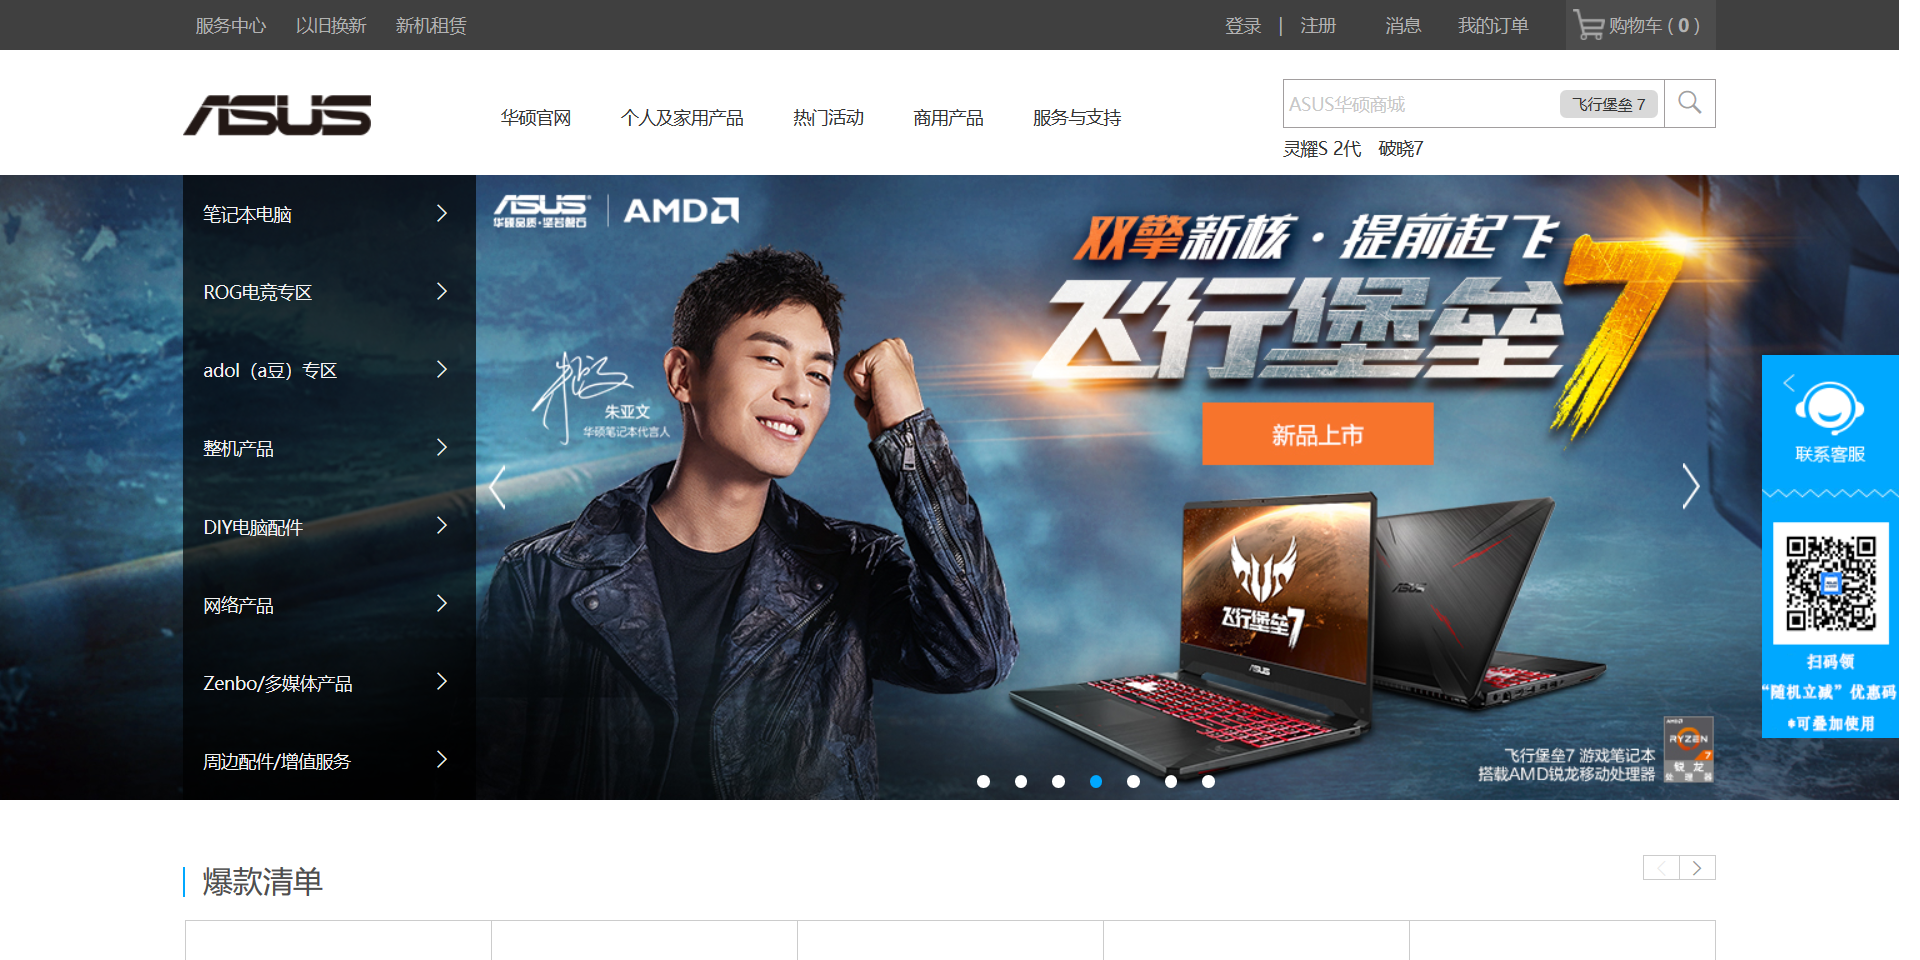 服务中心 以旧换新 新机租赁 登录 | 注册 消息 我的订单 购物车 ( 0 )
ASUS 华硕官网 个人及家用产品 热门活动 商用产品 服务与支持
ASUS华硕商城 飞行堡垒 7
灵耀S 2代 破晓7
笔记本电脑
ROG电竞专区
adol（a豆）专区
整机产品
DIY电脑配件
网络产品
Zenbo/多媒体产品
周边配件/增值服务
ASUS | AMD
华硕品质·坚若磐石
双擎新核·提前起飞
飞行堡垒7
新品上市
朱亚文
华硕笔记本代言人
飞行堡垒7
ASUS
ASUS
飞行堡垒7 游戏笔记本
搭载AMD锐龙移动处理器
AMD
RYZEN
7
锐 龙
处 理 器
联系客服
扫码领
“随机立减”优惠码
*可叠加使用
爆款清单